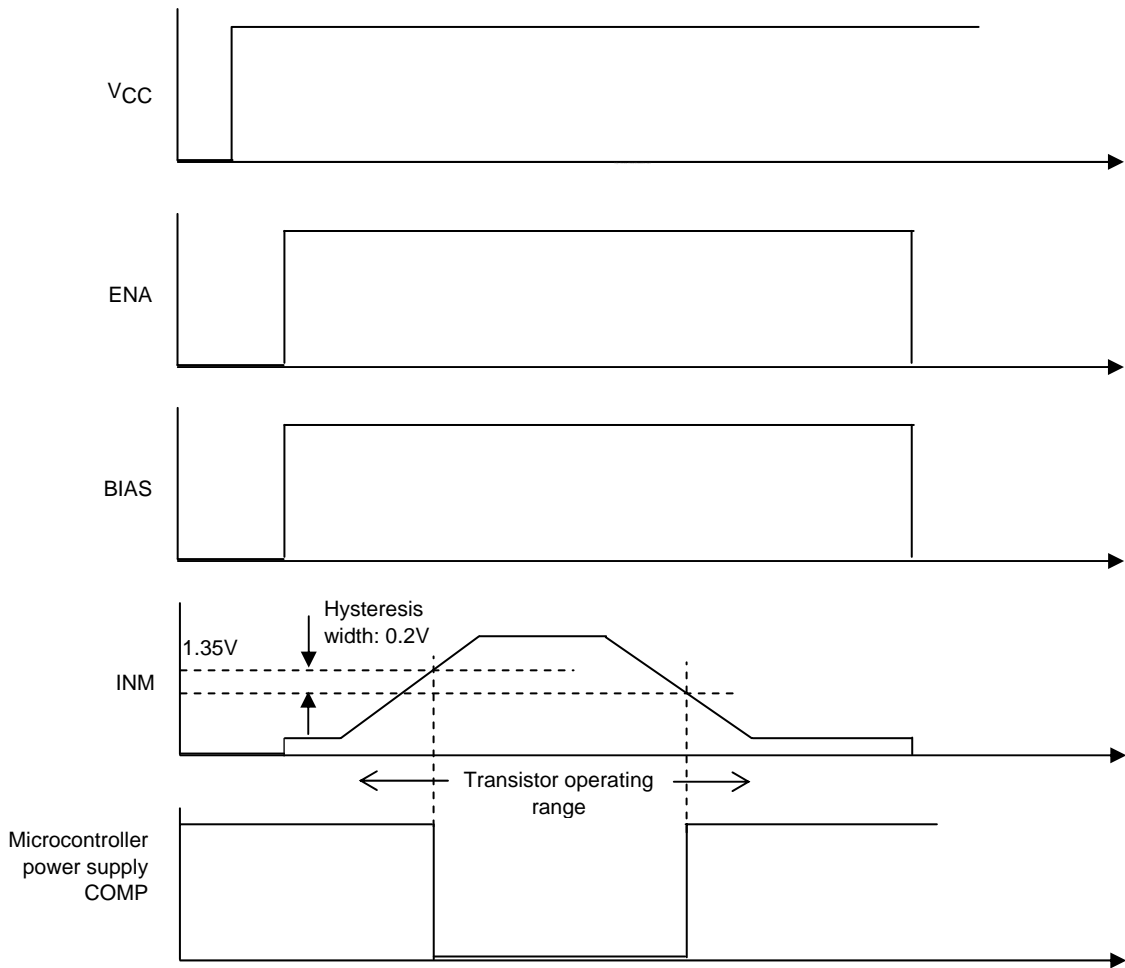 VCC
ENA
BIAS
Hysteresis
width: 0.2V
1.35V
INM
Transistor operating
range
Microcontroller
power supply
COMP